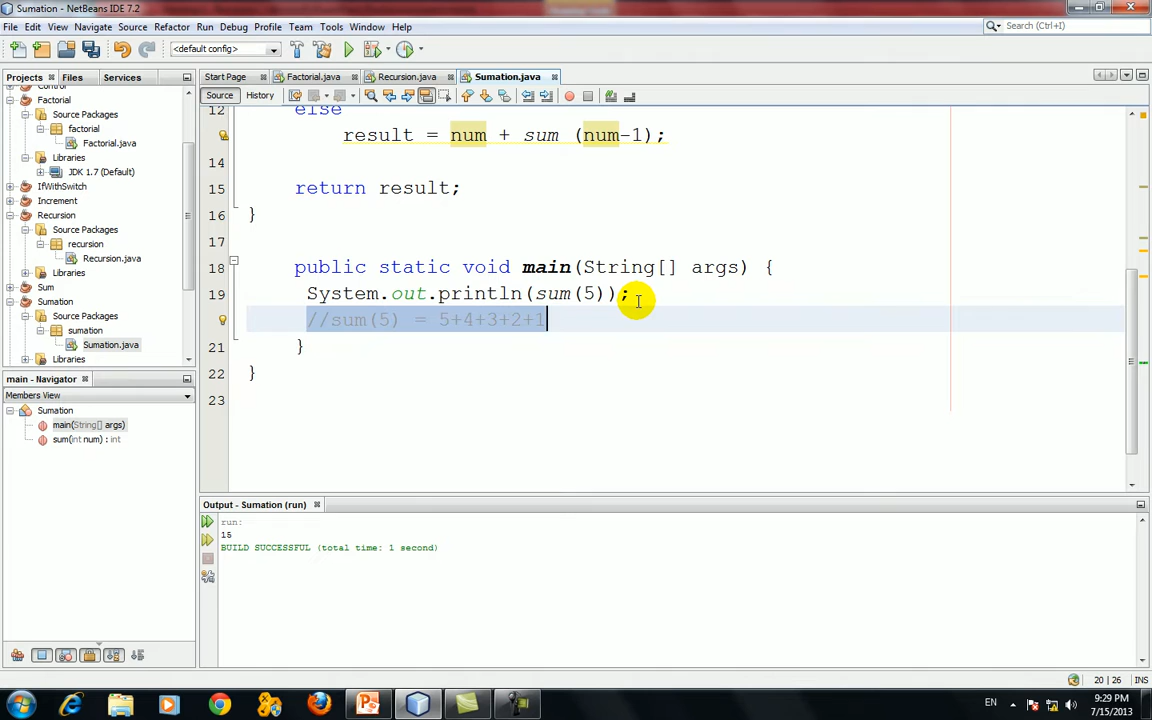 Sumation - NetBeans IDE 7.2
File Edit View Navigate Source Refactor Run Debug Profile Team Tools Window Help
<default config>
Search (Ctrl+I)
Projects Files Services
Start Page Factorial.java Recursion.java Sumation.java
Source History
Factorial
Source Packages
factorial
Factorial.java
Libraries
JDK 1.7 (Default)
IfWithSwitch
Increment
Recursion
Source Packages
recursion
Recursion.java
Libraries
Sum
Sumation
Source Packages
sumation
Sumation.java
Libraries
12 else
result = num + sum (num-1);
14
15 return result;
16 }
17
18 public static void main(String[] args) {
19 System.out.println(sum(5));
//sum(5) = 5+4+3+2+1
21 }
22 }
23
main - Navigator
Members View
Sumation
main(String[] args)
sum(int num) : int
Output - Sumation (run)
run:
15
BUILD SUCCESSFUL (total time: 1 second)
20 | 26 INS
EN
9:29 PM
7/15/2013